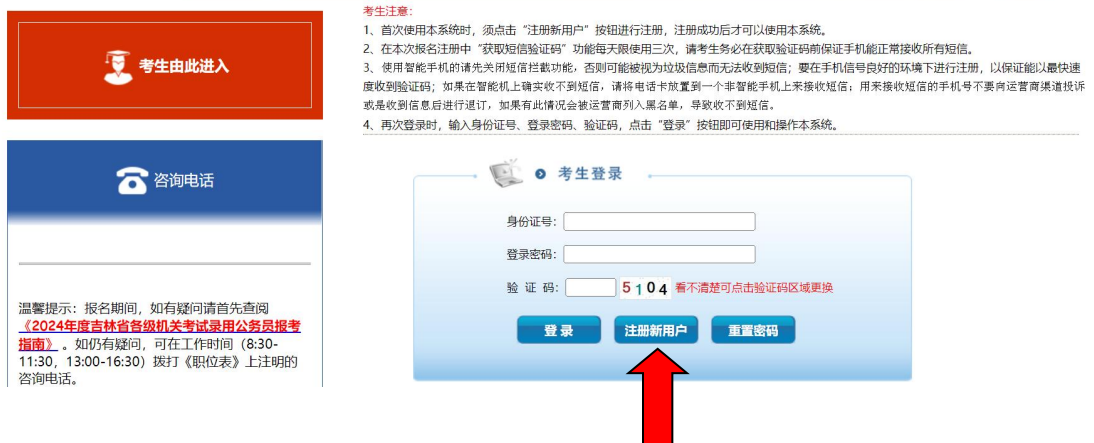 考生由此进入
咨询电话
温馨提示：报名期间，如有疑问请首先查阅
《2024年度吉林省各级机关考试录用公务员报考
指南》。如仍有疑问，可在工作时间（8:30-
11:30，13:00-16:30）拨打《职位表》上注明的
咨询电话。
考生注意：
1、首次使用本系统时，须点击“注册新用户”按钮进行注册，注册成功后才可以使用本系统。
2、在本次报名注册中“获取短信验证码”功能每天限使用三次，请考生务必在获取验证码前保证手机能正常接收所有短信。
3、使用智能手机的请先关闭短信拦截功能，否则可能被视为垃圾信息而无法收到短信；要在手机信号良好的环境下进行注册，以保证能以最快速
度收到验证码；如果在智能机上确实收不到短信，请将电话卡放置到一个非智能手机上来接收短信；用来接收短信的手机号不要向运营商渠道投诉
或是收到信息后进行退订，如果有此情况会被运营商列入黑名单，导致收不到短信。
4、再次登录时，输入身份证号、登录密码、验证码，点击“登录”按钮即可使用和操作本系统。
考生登录
身份证号：
登录密码：
验 证 码： 5104 看不清楚可点击验证码区域更换
登 录 注册新用户 重置密码